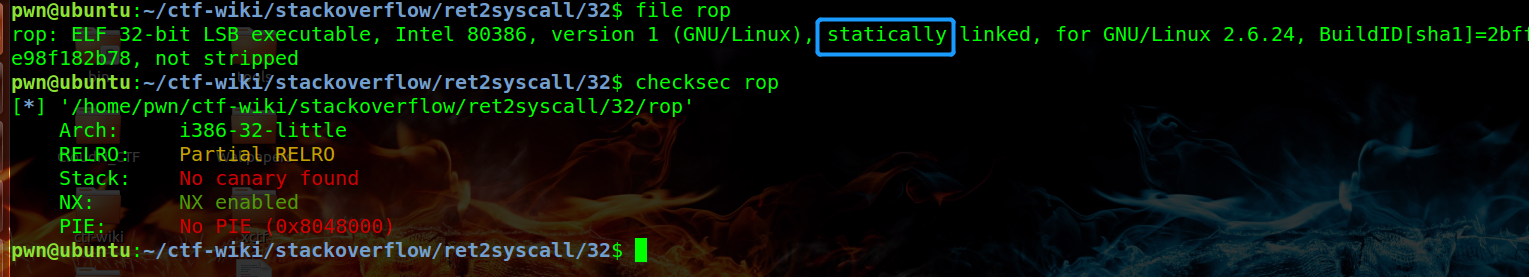 pwn@ubuntu:~/ctf-wiki/stackoverflow/ret2syscall/32$ file rop
rop: ELF 32-bit LSB executable, Intel 80386, version 1 (GNU/Linux), statically linked, for GNU/Linux 2.6.24, BuildID[sha1]=2bff
e98f182b78, not stripped
pwn@ubuntu:~/ctf-wiki/stackoverflow/ret2syscall/32$ checksec rop
[*] '/home/pwn/ctf-wiki/stackoverflow/ret2syscall/32/rop'
    Arch:     i386-32-little
    RELRO:    Partial RELRO
    Stack:    No canary found
    NX:       NX enabled
    PIE:      No PIE (0x8048000)
pwn@ubuntu:~/ctf-wiki/stackoverflow/ret2syscall/32$